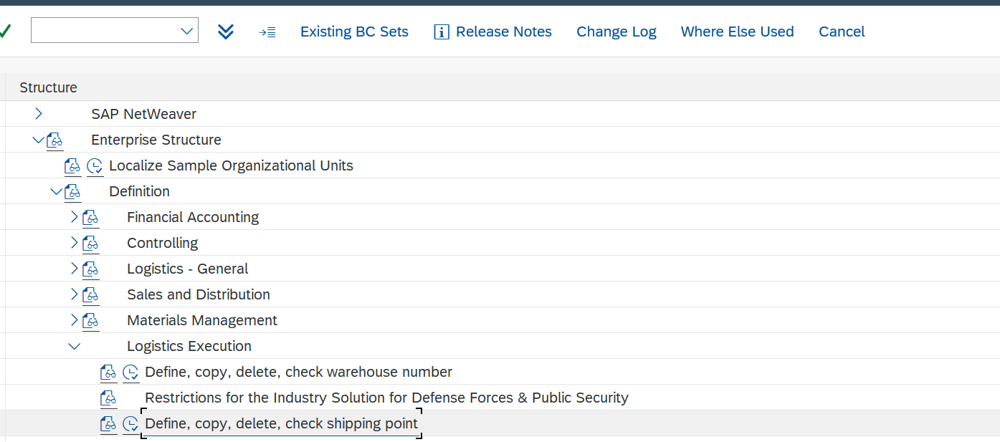 Existing BC Sets Release Notes Change Log Where Else Used Cancel
Structure
SAP NetWeaver
Enterprise Structure
Localize Sample Organizational Units
Definition
Financial Accounting
Controlling
Logistics - General
Sales and Distribution
Materials Management
Logistics Execution
Define, copy, delete, check warehouse number
Restrictions for the Industry Solution for Defense Forces & Public Security
Define, copy, delete, check shipping point